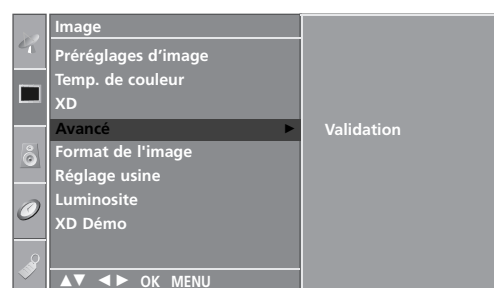 Image
Préréglages d’image
Temp. de couleur
XD
Avancé ► Validation
Format de l'image
Réglage usine
Luminosite
XD Démo
▲▼ ◄► OK MENU